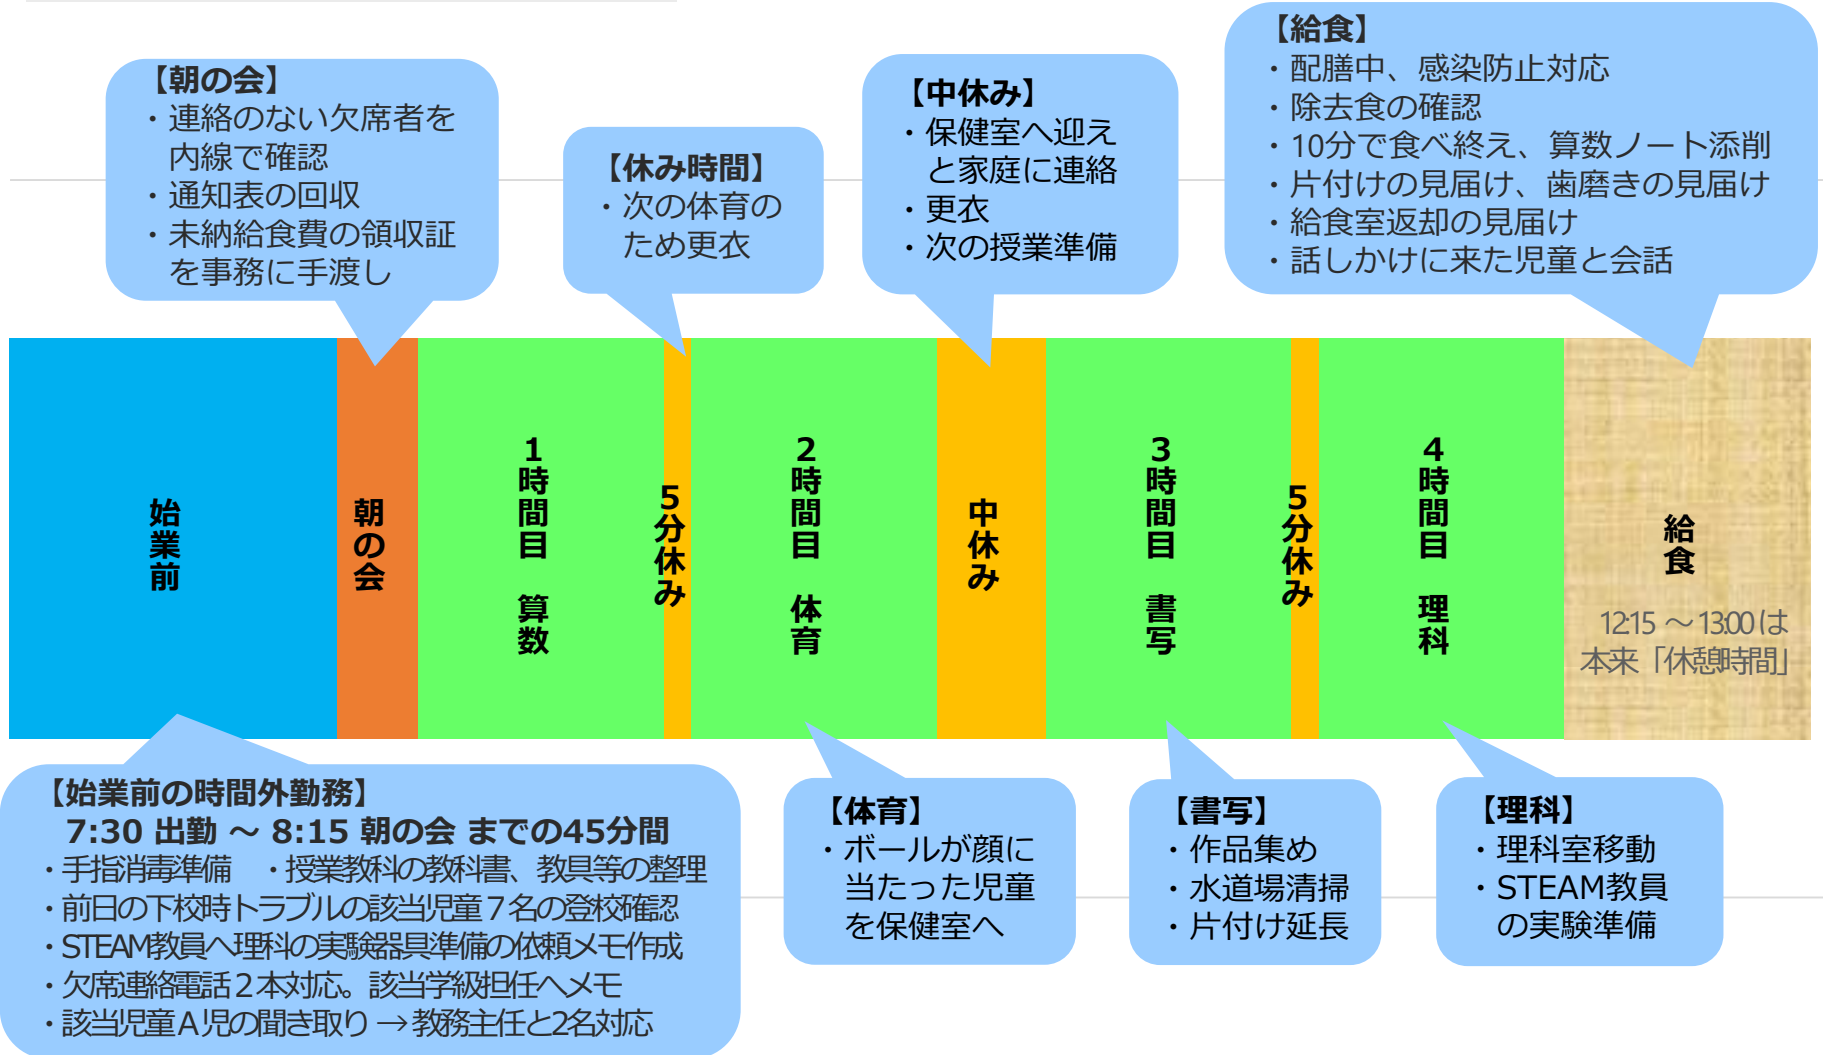 【朝の会】
・連絡のない欠席者を
内線で確認
・通知表の回収
・未納給食費の領収証
を事務に手渡し
【休み時間】
・次の体育の
ため更衣
【中休み】
・保健室へ迎え
と家庭に連絡
・更衣
・次の授業準備
【給食】
・配膳中、感染防止対応
・除去食の確認
・10分で食べ終え、算数ノート添削
・片付けの見届け、歯磨きの見届け
・給食室返却の見届け
・話しかけに来た児童と会話
始業前
朝の会
1時間目 算数
5分休み
2時間目 体育
中休み
3時間目 書写
5分休み
4時間目 理科
給食
12:15 ～ 13:00 は
本来「休憩時間」
【始業前の時間外勤務】
7:30 出勤 ～ 8:15 朝の会 までの45分間
・手指消毒準備 ・授業教科の教科書、教具等の整理
・前日の下校時トラブルの該当児童７名の登校確認
・STEAM教員へ理科の実験器具準備の依頼メモ作成
・欠席連絡電話２本対応。該当学級担任へメモ
・該当児童Ａ児の聞き取り → 教務主任と2名対応
【体育】
・ボールが顔に
当たった児童
を保健室へ
【書写】
・作品集め
・水道場清掃
・片付け延長
【理科】
・理科室移動
・STEAM教員
の実験準備